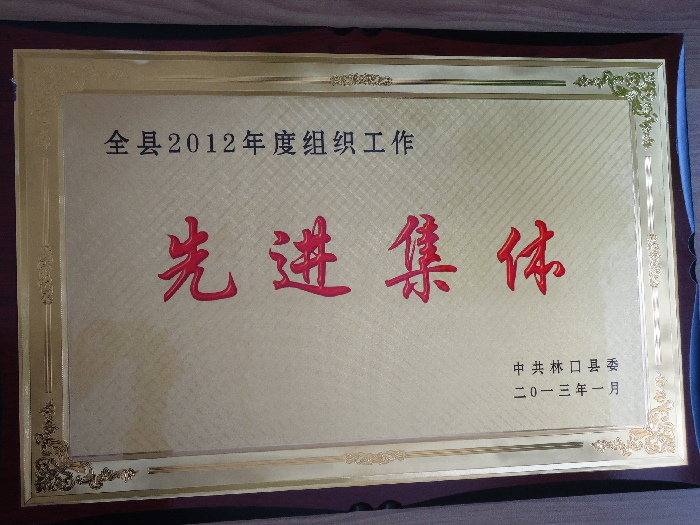 全县2012年度组织工作
先进集体
中共林口县委
二〇一三年一月